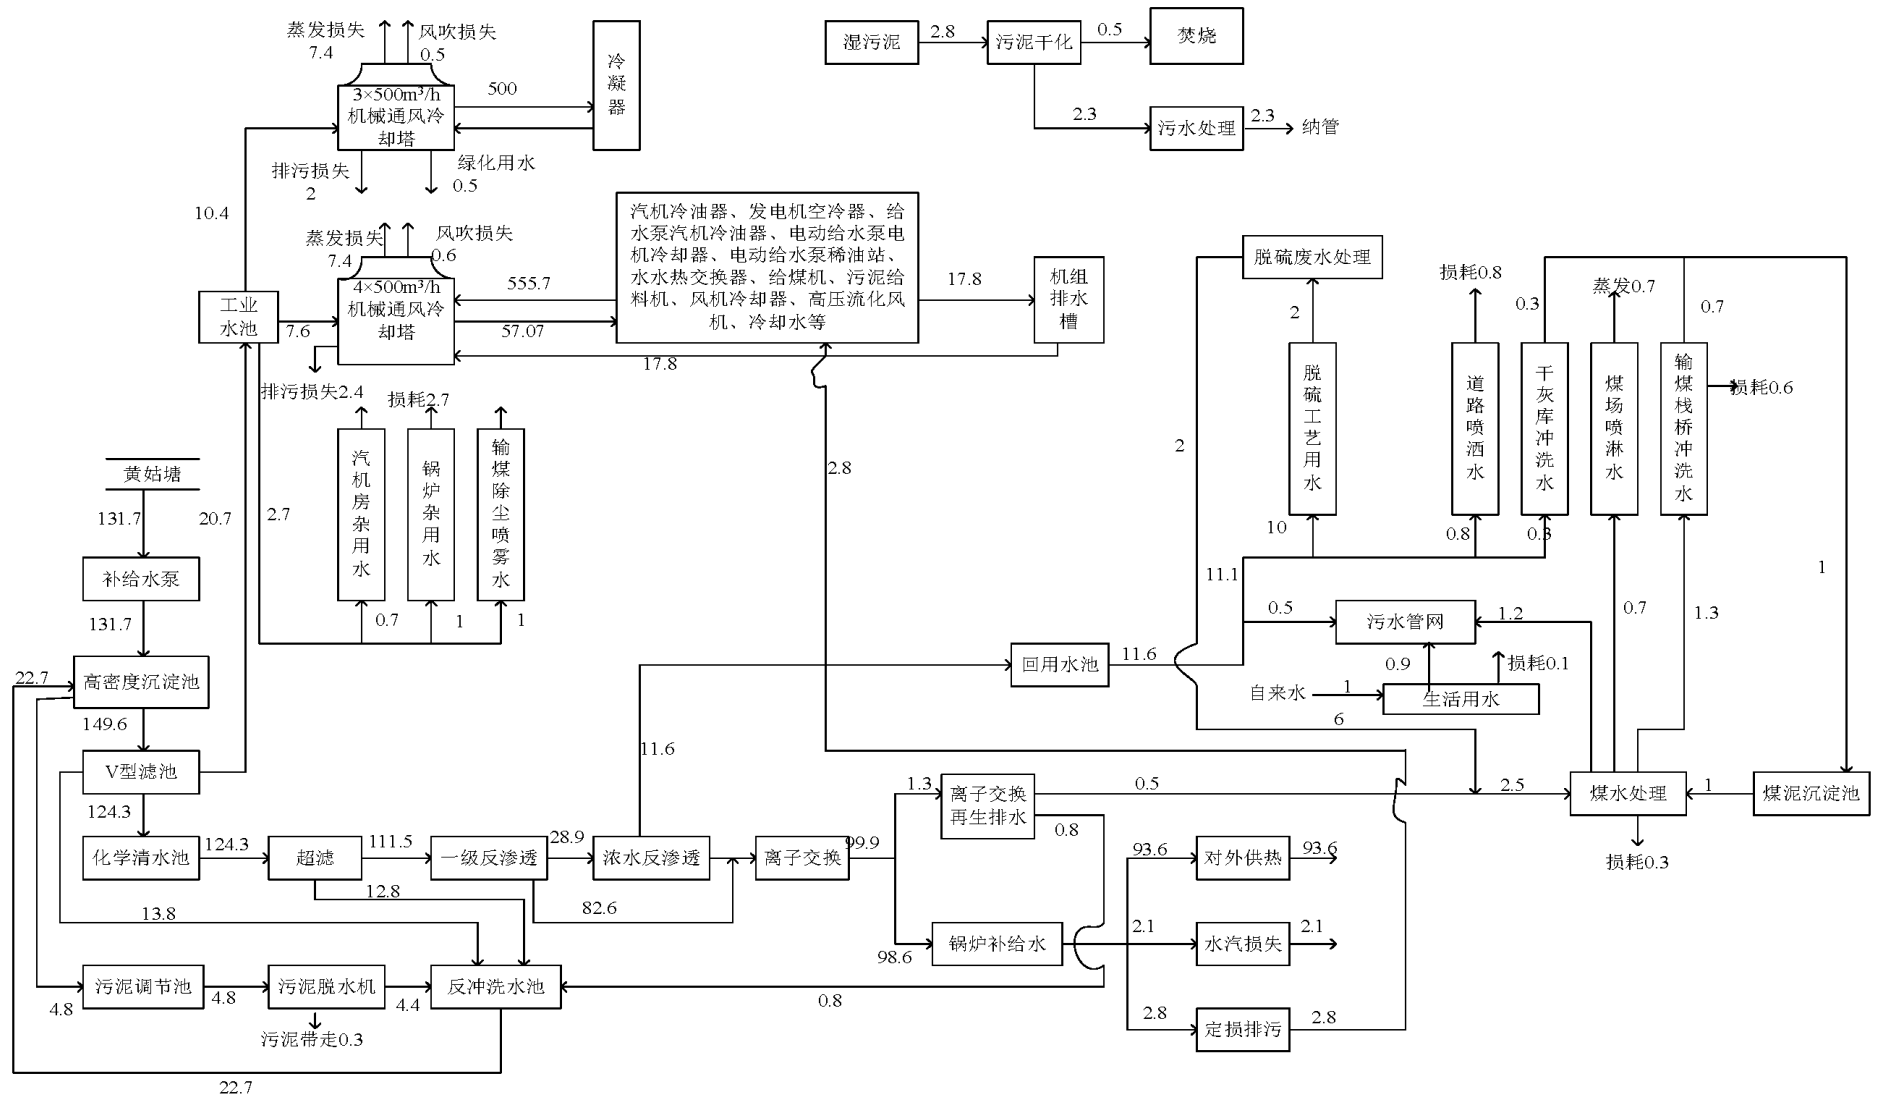 蒸发损失
7.4
风吹损失
0.5
3×500m³/h
机械通风冷
却塔
500
冷
凝
器
排污损失
2
绿化用水
0.5
10.4
湿污泥
2.8
污泥干化
0.5
焚烧
2.3
污水处理
2.3
纳管
蒸发损失
7.4
风吹损失
0.6
4×500m³/h
机械通风冷
却塔
工业
水池
7.6
排污损失2.4
555.7
57.07
汽机冷油器、发电机空冷器、给
水泵汽机冷油器、电动给水泵电
机冷却器、电动给水泵稀油站、
水水热交换器、给煤机、污泥给
料机、风机冷却器、高压流化风
机、冷却水等
17.8
机组
排水
槽
17.8
脱硫废水处理
2
损耗0.8
0.3
蒸发0.7
0.7
损耗0.6
脱硫工艺用水
道路喷洒水
干灰库冲洗水
煤场喷淋水
输煤栈桥冲洗水
2
10
0.8
0.3
11.1
0.7
1.3
1
损耗2.7
汽机房杂用水
锅炉杂用水
输煤除尘喷雾水
0.7
1
1
2.8
黄姑塘
131.7
20.7
2.7
补给水泵
131.7
22.7
高密度沉淀池
149.6
V型滤池
124.3
化学清水池
124.3
超滤
111.5
一级反渗透
28.9
浓水反渗透
离子交换
99.9
12.8
82.6
13.8
11.6
回用水池
11.6
0.5
污水管网
1.2
0.9
损耗0.1
自来水
1
生活用水
6
1.3
离子交换
再生排水
0.5
2.5
煤水处理
1
煤泥沉淀池
0.8
损耗0.3
93.6
对外供热
93.6
98.6
锅炉补给水
2.1
水汽损失
2.1
4.8
污泥调节池
4.8
污泥脱水机
4.4
反冲洗水池
0.8
2.8
定损排污
2.8
污泥带走0.3
22.7